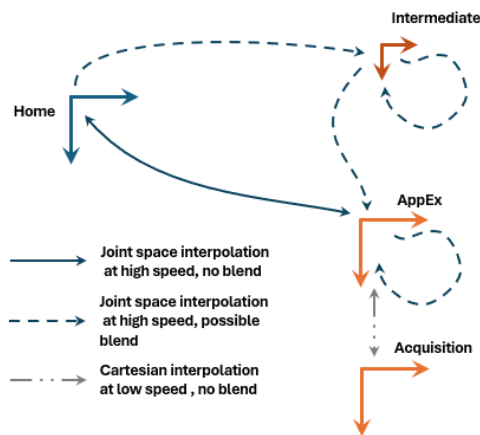 Intermediate
Home
AppEx
Joint space interpolation
at high speed, no blend
Joint space interpolation
at high speed, possible
blend
Acquisition
Cartesian interpolation
at low speed , no blend